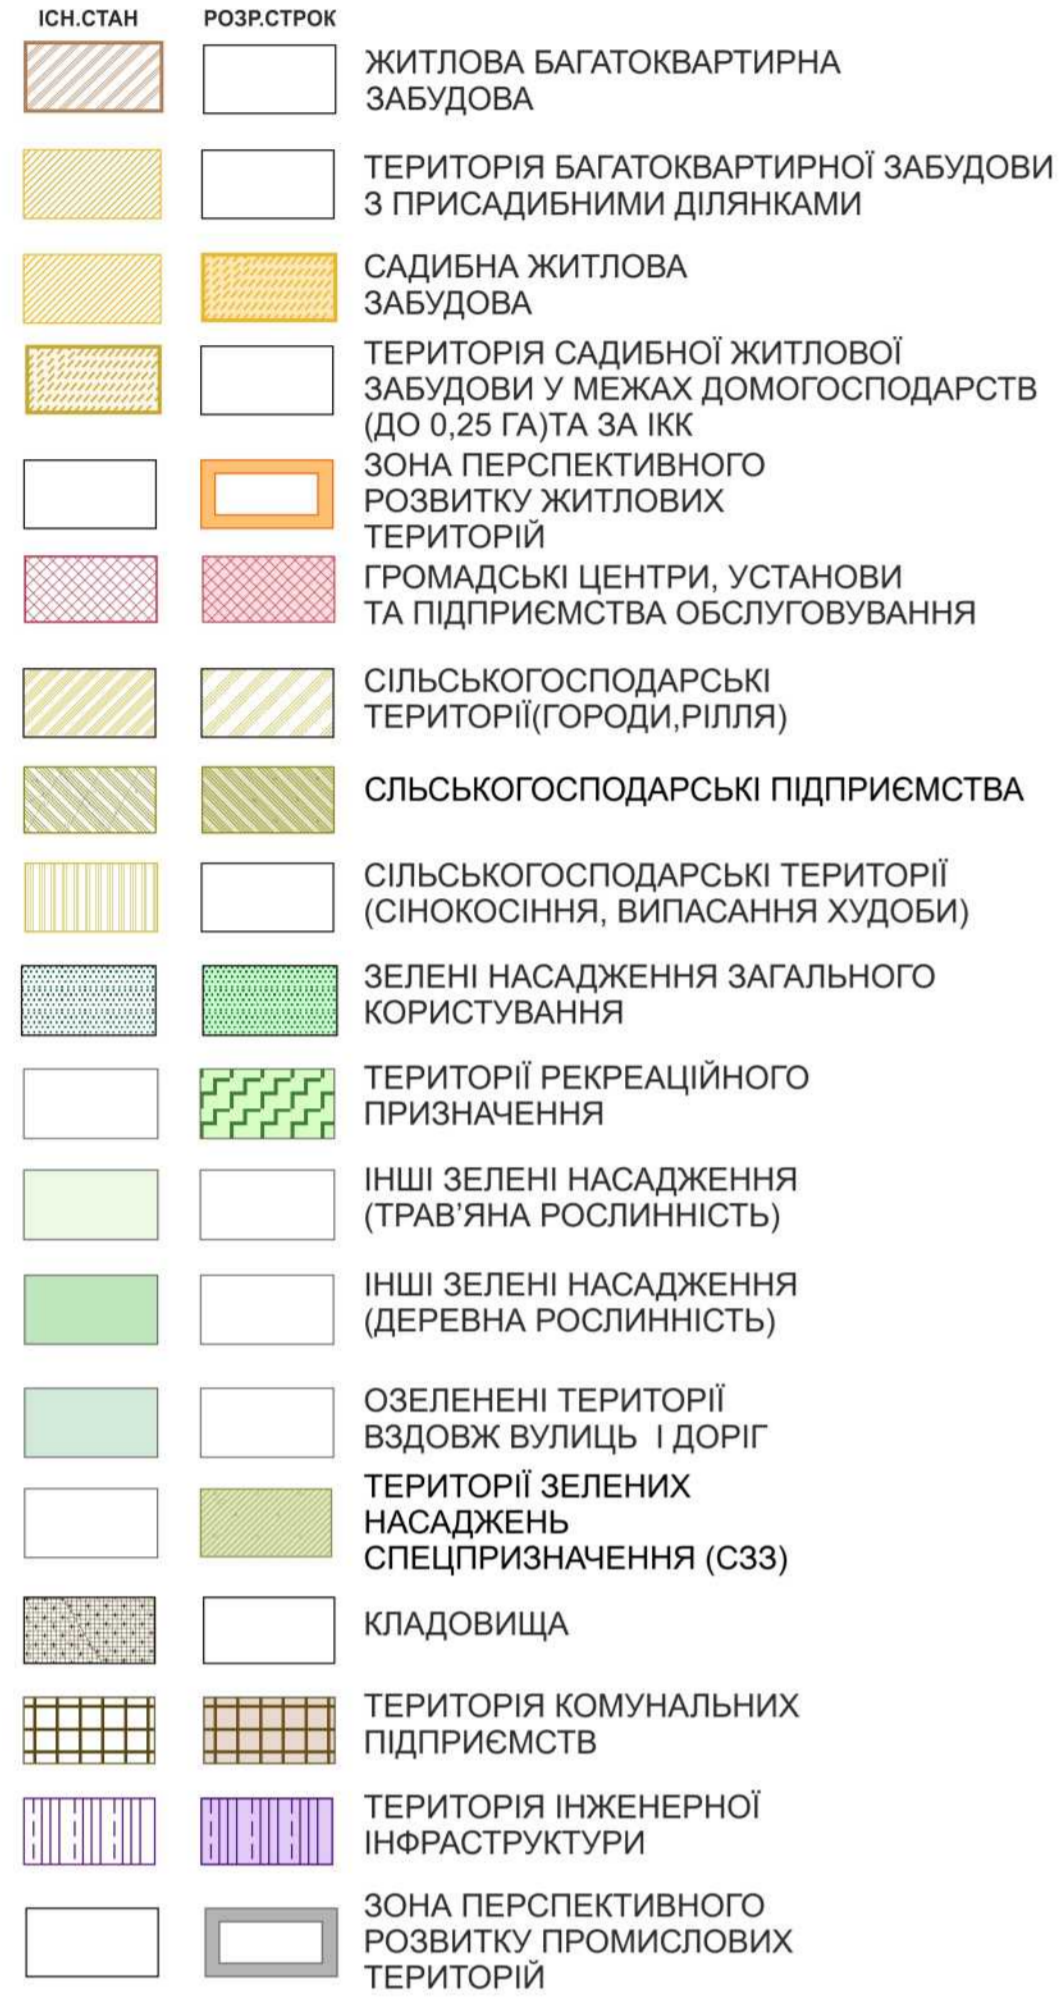 ІСН.СТАН РОЗР.СТРОК
ЖИТЛОВА БАГАТОКВАРТИРНА
ЗАБУДОВА
ТЕРИТОРІЯ БАГАТОКВАРТИРНОЇ ЗАБУДОВИ
З ПРИСАДИБНИМИ ДІЛЯНКАМИ
САДИБНА ЖИТЛОВА
ЗАБУДОВА
ТЕРИТОРІЯ САДИБНОЇ ЖИТЛОВОЇ
ЗАБУДОВИ У МЕЖАХ ДОМОГОСПОДАРСТВ
(ДО 0,25 ГА)ТА ЗА ІКК
ЗОНА ПЕРСПЕКТИВНОГО
РОЗВИТКУ ЖИТЛОВИХ
ТЕРИТОРІЙ
ГРОМАДСЬКІ ЦЕНТРИ, УСТАНОВИ
ТА ПІДПРИЄМСТВА ОБСЛУГОВУВАННЯ
СІЛЬСЬКОГОСПОДАРСЬКІ
ТЕРИТОРІЇ(ГОРОДИ,РІЛЛЯ)
СЛЬСЬКОГОСПОДАРСЬКІ ПІДПРИЄМСТВА
СІЛЬСЬКОГОСПОДАРСЬКІ ТЕРИТОРІЇ
(СІНОКОСІННЯ, ВИПАСАННЯ ХУДОБИ)
ЗЕЛЕНІ НАСАДЖЕННЯ ЗАГАЛЬНОГО
КОРИСТУВАННЯ
ТЕРИТОРІЇ РЕКРЕАЦІЙНОГО
ПРИЗНАЧЕННЯ
ІНШІ ЗЕЛЕНІ НАСАДЖЕННЯ
(ТРАВ’ЯНА РОСЛИННІСТЬ)
ІНШІ ЗЕЛЕНІ НАСАДЖЕННЯ
(ДЕРЕВНА РОСЛИННІСТЬ)
ОЗЕЛЕНЕНІ ТЕРИТОРІЇ
ВЗДОВЖ ВУЛИЦЬ І ДОРІГ
ТЕРИТОРІЇ ЗЕЛЕНИХ
НАСАДЖЕНЬ
СПЕЦПРИЗНАЧЕННЯ (СЗЗ)
КЛАДОВИЩА
ТЕРИТОРІЯ КОМУНАЛЬНИХ
ПІДПРИЄМСТВ
ТЕРИТОРІЯ ІНЖЕНЕРНОЇ
ІНФРАСТРУКТУРИ
ЗОНА ПЕРСПЕКТИВНОГО
РОЗВИТКУ ПРОМИСЛОВИХ
ТЕРИТОРІЙ